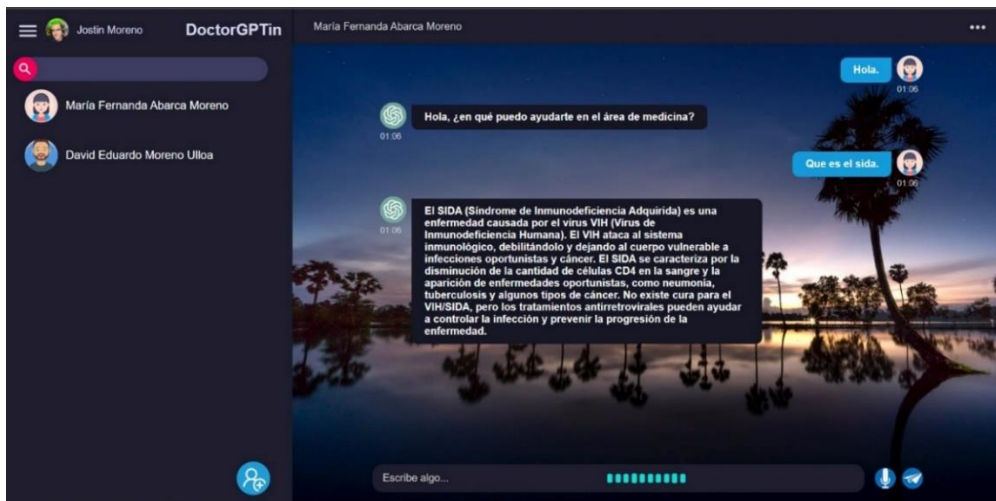 Jostin Moreno
DoctorGPTin
María Fernanda Abarca Moreno
David Eduardo Moreno Ulloa
María Fernanda Abarca Moreno
Hola.
01:06
Hola, ¿en qué puedo ayudarte en el área de medicina?
01:06
Que es el sida.
01:06
El SIDA (Síndrome de Inmunodeficiencia Adquirida) es una
enfermedad causada por el virus VIH (Virus de
Inmunodeficiencia Humana). El VIH ataca al sistema
inmunológico, debilitándolo y dejando al cuerpo vulnerable a
infecciones oportunistas y cáncer. El SIDA se caracteriza por la
disminución de la cantidad de células CD4 en la sangre y la
aparición de enfermedades oportunistas, como neumonía,
tuberculosis y algunos tipos de cáncer. No existe cura para el
VIH/SIDA, pero los tratamientos antirretrovirales pueden ayudar
a controlar la infección y prevenir la progresión de la
enfermedad.
01:06
Escribe algo...